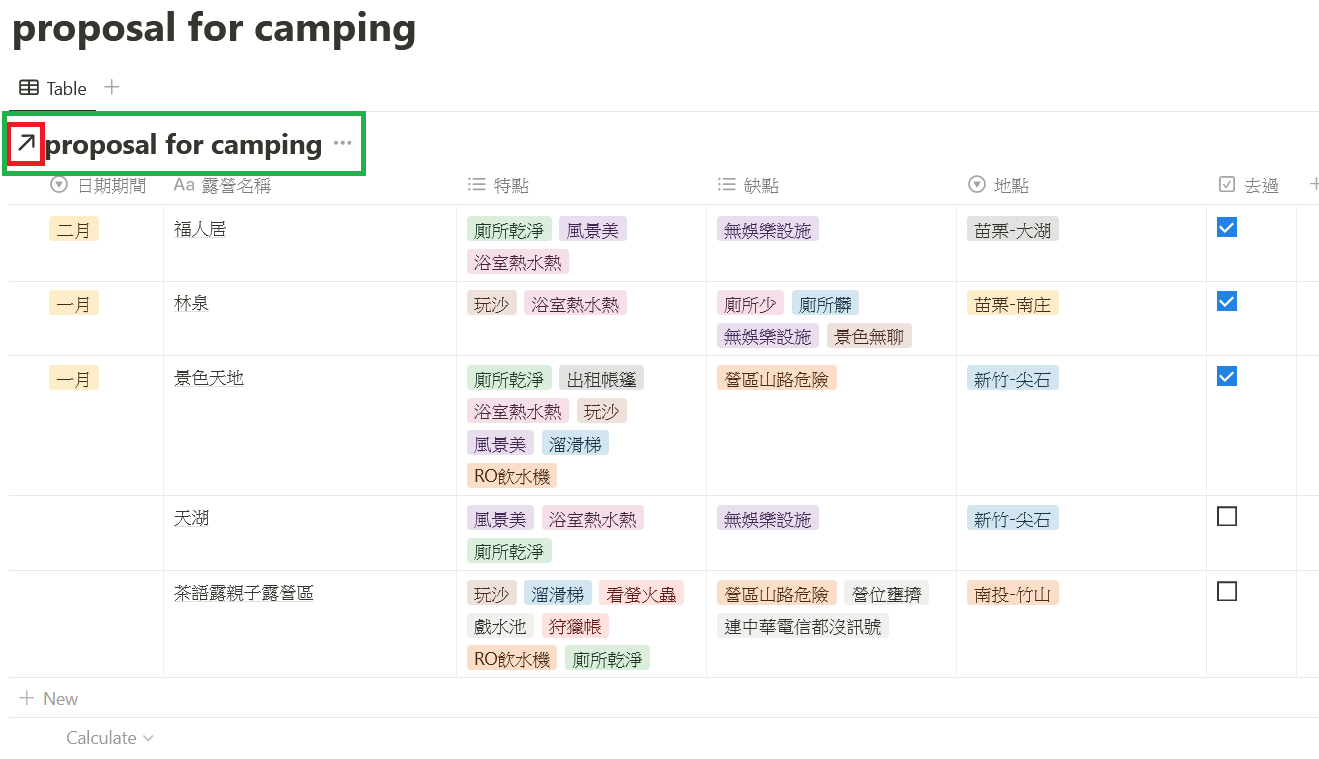 proposal for camping
Table
proposal for camping ...
日期期間 Aa 露營名稱 特點 缺點 地點 去過
二月 福人居 廁所乾淨 風景美 無娛樂設施 苗栗-大湖
浴室熱水熱
一月 林泉 玩沙 浴室熱水熱 廁所少 廁所髒 苗栗-南庄
無娛樂設施 景色無聊
一月 景色天地 廁所乾淨 出租帳篷 營區山路危險 新竹-尖石
浴室熱水熱 玩沙
風景美 溜滑梯
RO飲水機
天湖 風景美 浴室熱水熱 無娛樂設施 新竹-尖石
廁所乾淨
茶語露親子露營區 玩沙 溜滑梯 看螢火蟲 營區山路危險 營位壅擠 南投-竹山
戲水池 狩獵帳 連中華電信都沒訊號
RO飲水機 廁所乾淨
New
Calculate